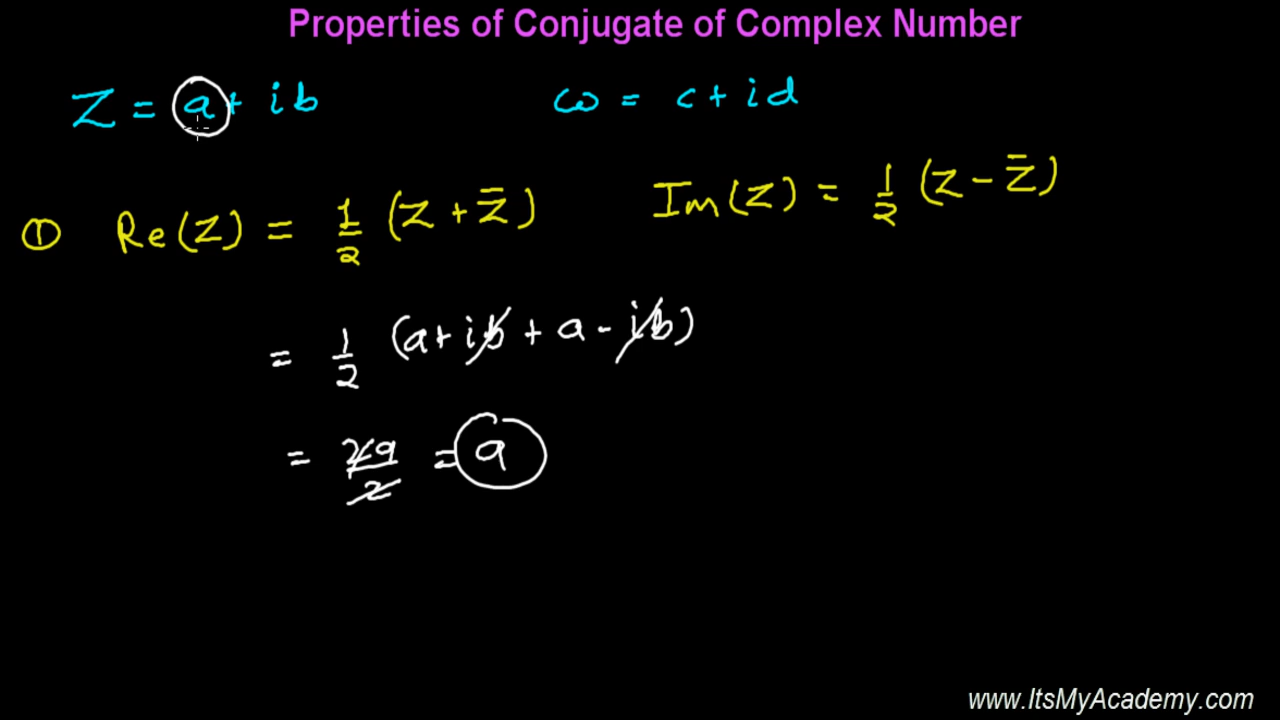 Properties of Conjugate of Complex Number
Z = a + ib ω = c + id
① Re(Z) = 1/2 (Z + Z̄) Im(Z) = 1/2 (Z - Z̄)
= 1/2 (a + ib + a - ib)
= 2a/2 = a
www.ItsMyAcademy.com